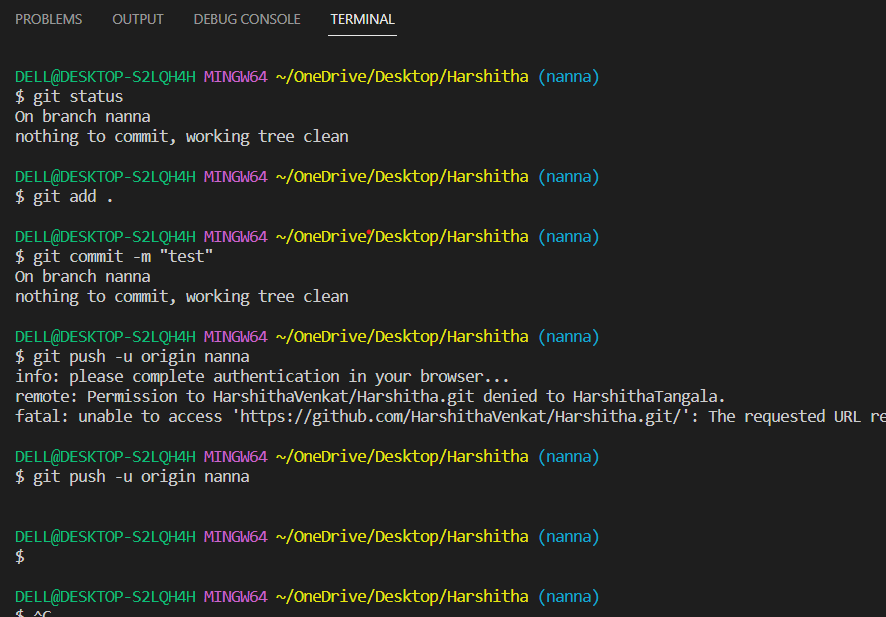 PROBLEMS OUTPUT DEBUG CONSOLE TERMINAL
DELL@DESKTOP-S2LQH4H MINGW64 ~/OneDrive/Desktop/Harshitha (nanna)
$ git status
On branch nanna
nothing to commit, working tree clean
DELL@DESKTOP-S2LQH4H MINGW64 ~/OneDrive/Desktop/Harshitha (nanna)
$ git add .
DELL@DESKTOP-S2LQH4H MINGW64 ~/OneDrive/Desktop/Harshitha (nanna)
$ git commit -m "test"
On branch nanna
nothing to commit, working tree clean
DELL@DESKTOP-S2LQH4H MINGW64 ~/OneDrive/Desktop/Harshitha (nanna)
$ git push -u origin nanna
info: please complete authentication in your browser...
remote: Permission to HarshithaVenkat/Harshitha.git denied to HarshithaTangala.
fatal: unable to access 'https://github.com/HarshithaVenkat/Harshitha.git/': The requested URL re
DELL@DESKTOP-S2LQH4H MINGW64 ~/OneDrive/Desktop/Harshitha (nanna)
$ git push -u origin nanna
DELL@DESKTOP-S2LQH4H MINGW64 ~/OneDrive/Desktop/Harshitha (nanna)
$
DELL@DESKTOP-S2LQH4H MINGW64 ~/OneDrive/Desktop/Harshitha (nanna)
$ ^C